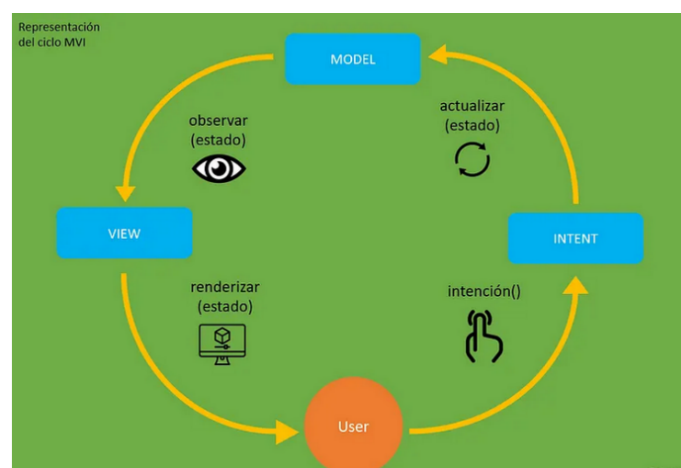 Representación
del ciclo MVI
MODEL
observar
(estado)
actualizar
(estado)
VIEW
INTENT
renderizar
(estado)
intención()
User